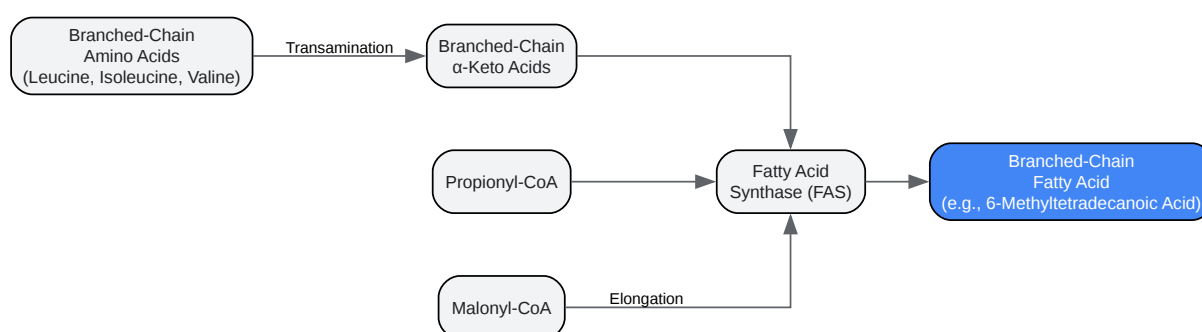 Branched-Chain
Amino Acids
(Leucine, Isoleucine, Valine)
Transamination
Branched-Chain
α-Keto Acids
Propionyl-CoA
Fatty Acid
Synthase (FAS)
Branched-Chain
Fatty Acid
(e.g., 6-Methyltetradecanoic Acid)
Malonyl-CoA
Elongation